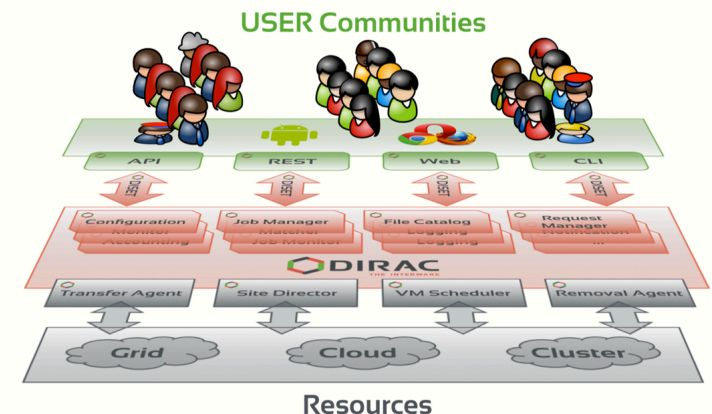 USER Communities
API REST Web CLI
DISET DISET DISET DISET
Configuration Job Manager File Catalog Request
Manager
Monitor Matcher Logging Notification
Accounting Job Monitor Logging ...
DIRAC
THE INTERWARE
Transfer Agent Site Director VM Scheduler Removal Agent
Grid Cloud Cluster
Resources